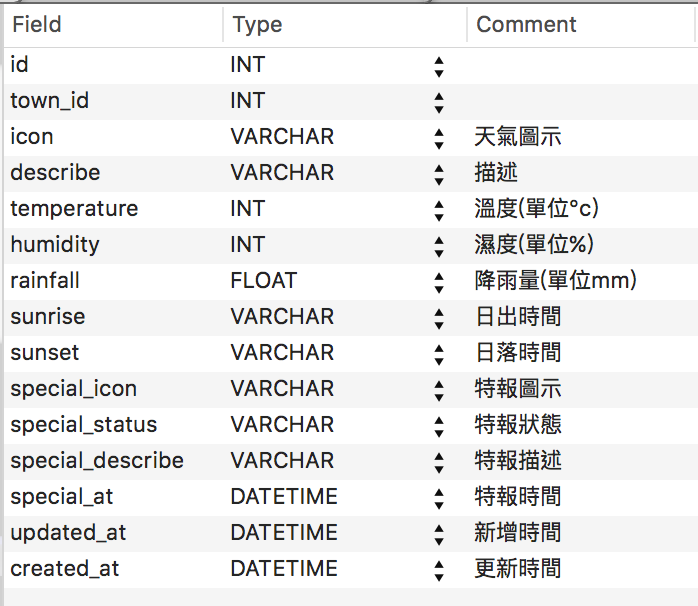 Field Type Comment
id INT
town_id INT
icon VARCHAR 天氣圖示
describe VARCHAR 描述
temperature INT 溫度(單位°c)
humidity INT 濕度(單位%)
rainfall FLOAT 降雨量(單位mm)
sunrise VARCHAR 日出時間
sunset VARCHAR 日落時間
special_icon VARCHAR 特報圖示
special_status VARCHAR 特報狀態
special_describe VARCHAR 特報描述
special_at DATETIME 特報時間
updated_at DATETIME 新增時間
created_at DATETIME 更新時間